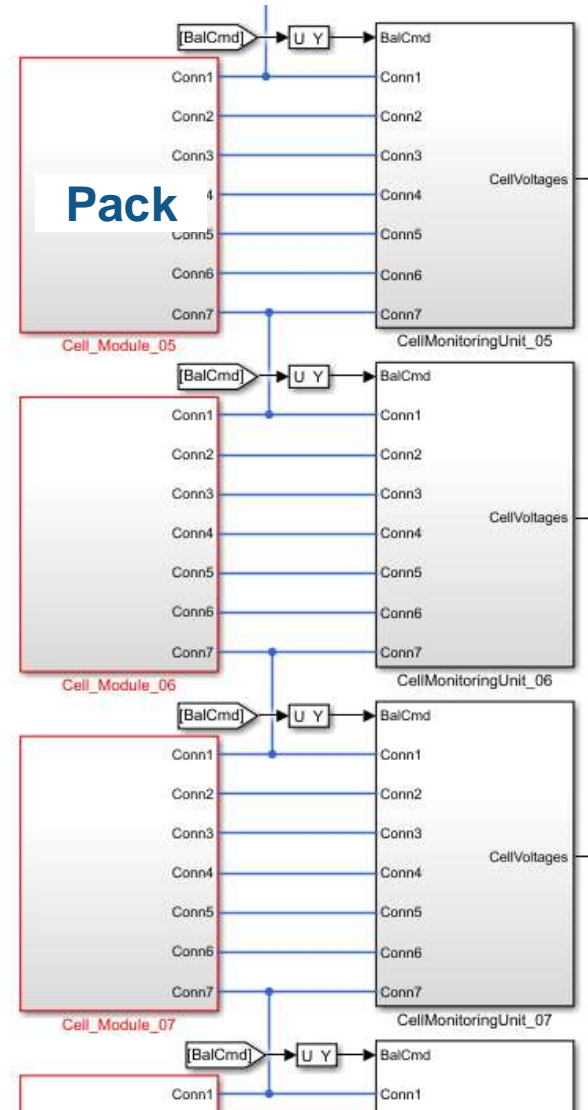 [BalCmd] U Y BalCmd
Conn1 Conn1
Conn2 Conn2
Conn3 Conn3
Pack 4 Conn4 CellVoltages
Conn5 Conn5
Conn6 Conn6
Conn7 Conn7
Cell_Module_05 CellMonitoringUnit_05
[BalCmd] U Y BalCmd
Conn1 Conn1
Conn2 Conn2
Conn3 Conn3
CellVoltages
Conn4 Conn4
Conn5 Conn5
Conn6 Conn6
Conn7 Conn7
Cell_Module_06 CellMonitoringUnit_06
[BalCmd] U Y BalCmd
Conn1 Conn1
Conn2 Conn2
Conn3 Conn3
CellVoltages
Conn4 Conn4
Conn5 Conn5
Conn6 Conn6
Conn7 Conn7
Cell_Module_07 CellMonitoringUnit_07
[BalCmd] U Y BalCmd
Conn1 Conn1